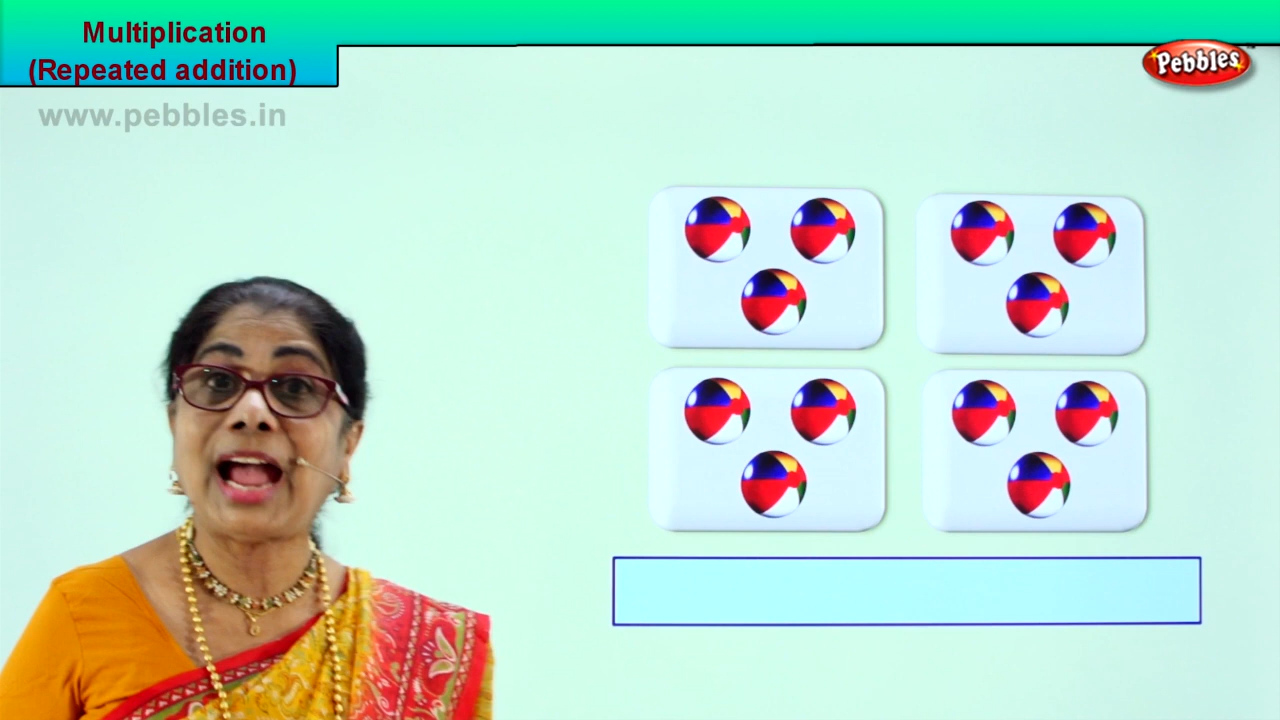 Multiplication
(Repeated addition)
www.pebbles.in
Pebbles